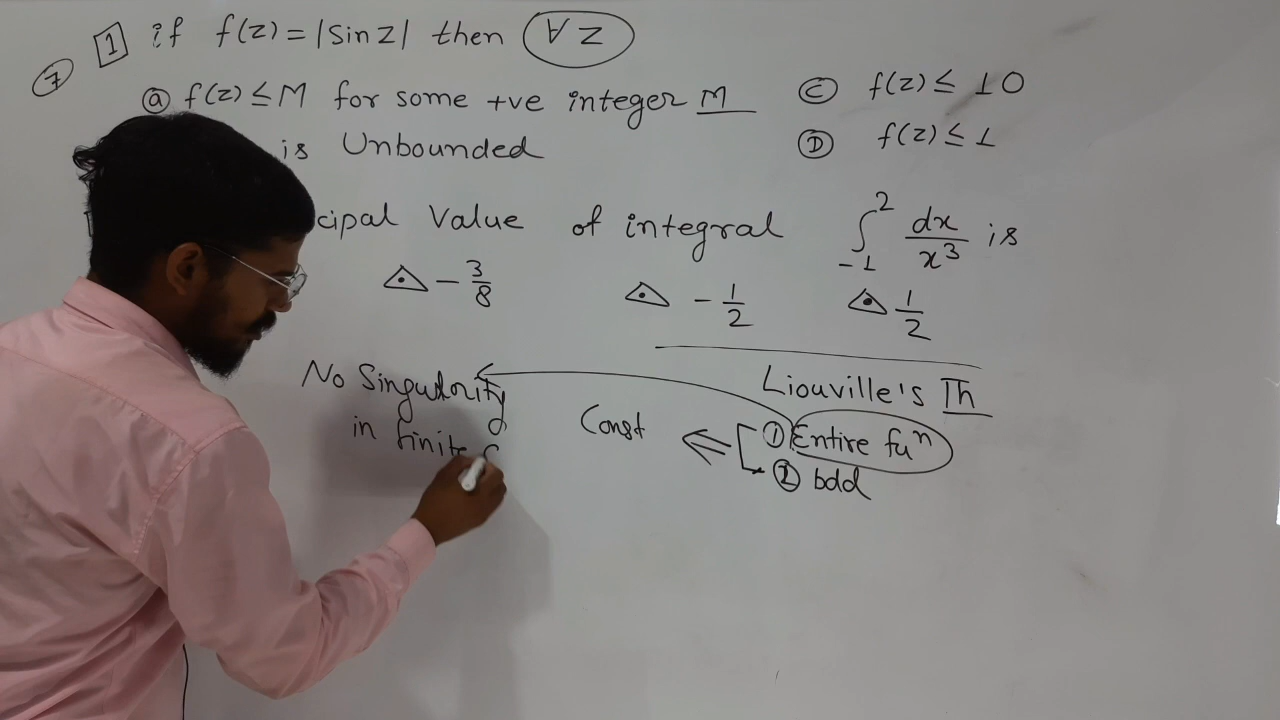 1 if f(z) = |Sin z| then ∀ z
7
a f(z) ≤ M for some +ve integer M
C f(z) ≤ 10
is Unbounded
D f(z) ≤ 1
cipal Value of integral ∫_{-1}^{2} dx/x^3 is
-3/8 -1/2 1/2
Liouville's Th
No Singulority
in finite
Const ⇐
1 Entire fuⁿ
2 bdd